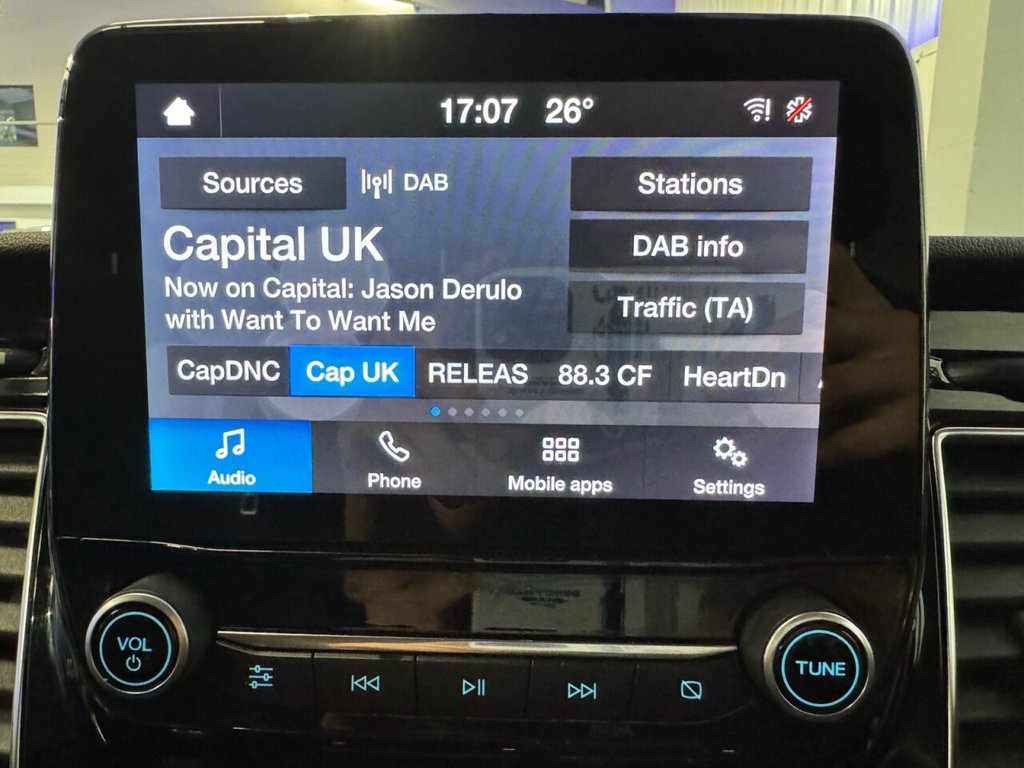 17:07 26°
Sources DAB Stations
Capital UK
DAB info
Now on Capital: Jason Derulo
with Want To Want Me
Traffic (TA)
CapDNC Cap UK RELEAS 88.3 CF HeartDn
Audio Phone Mobile apps Settings
VOL
TUNE